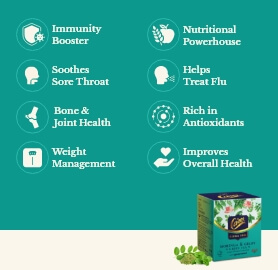 Immunity
Booster
Nutritional
Powerhouse
Soothes
Sore Throat
Helps
Treat Flu
Bone &
Joint Health
Rich in
Antioxidants
Weight
Management
Improves
Overall Health